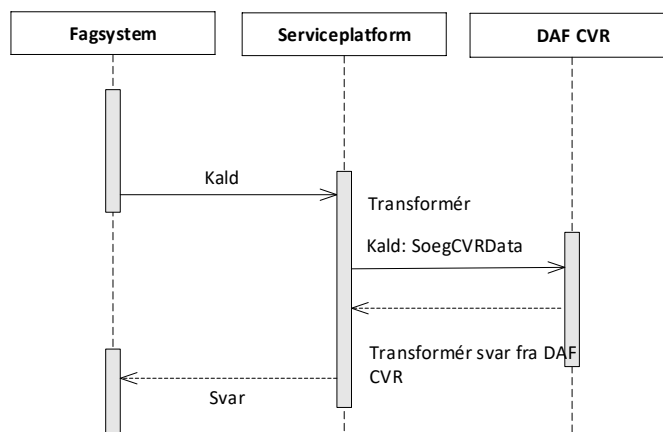 Fagsystem
Serviceplatform
DAF CVR
Kald
Transformér
Kald: SoegCVRData
Transformér svar fra DAF
CVR
Svar